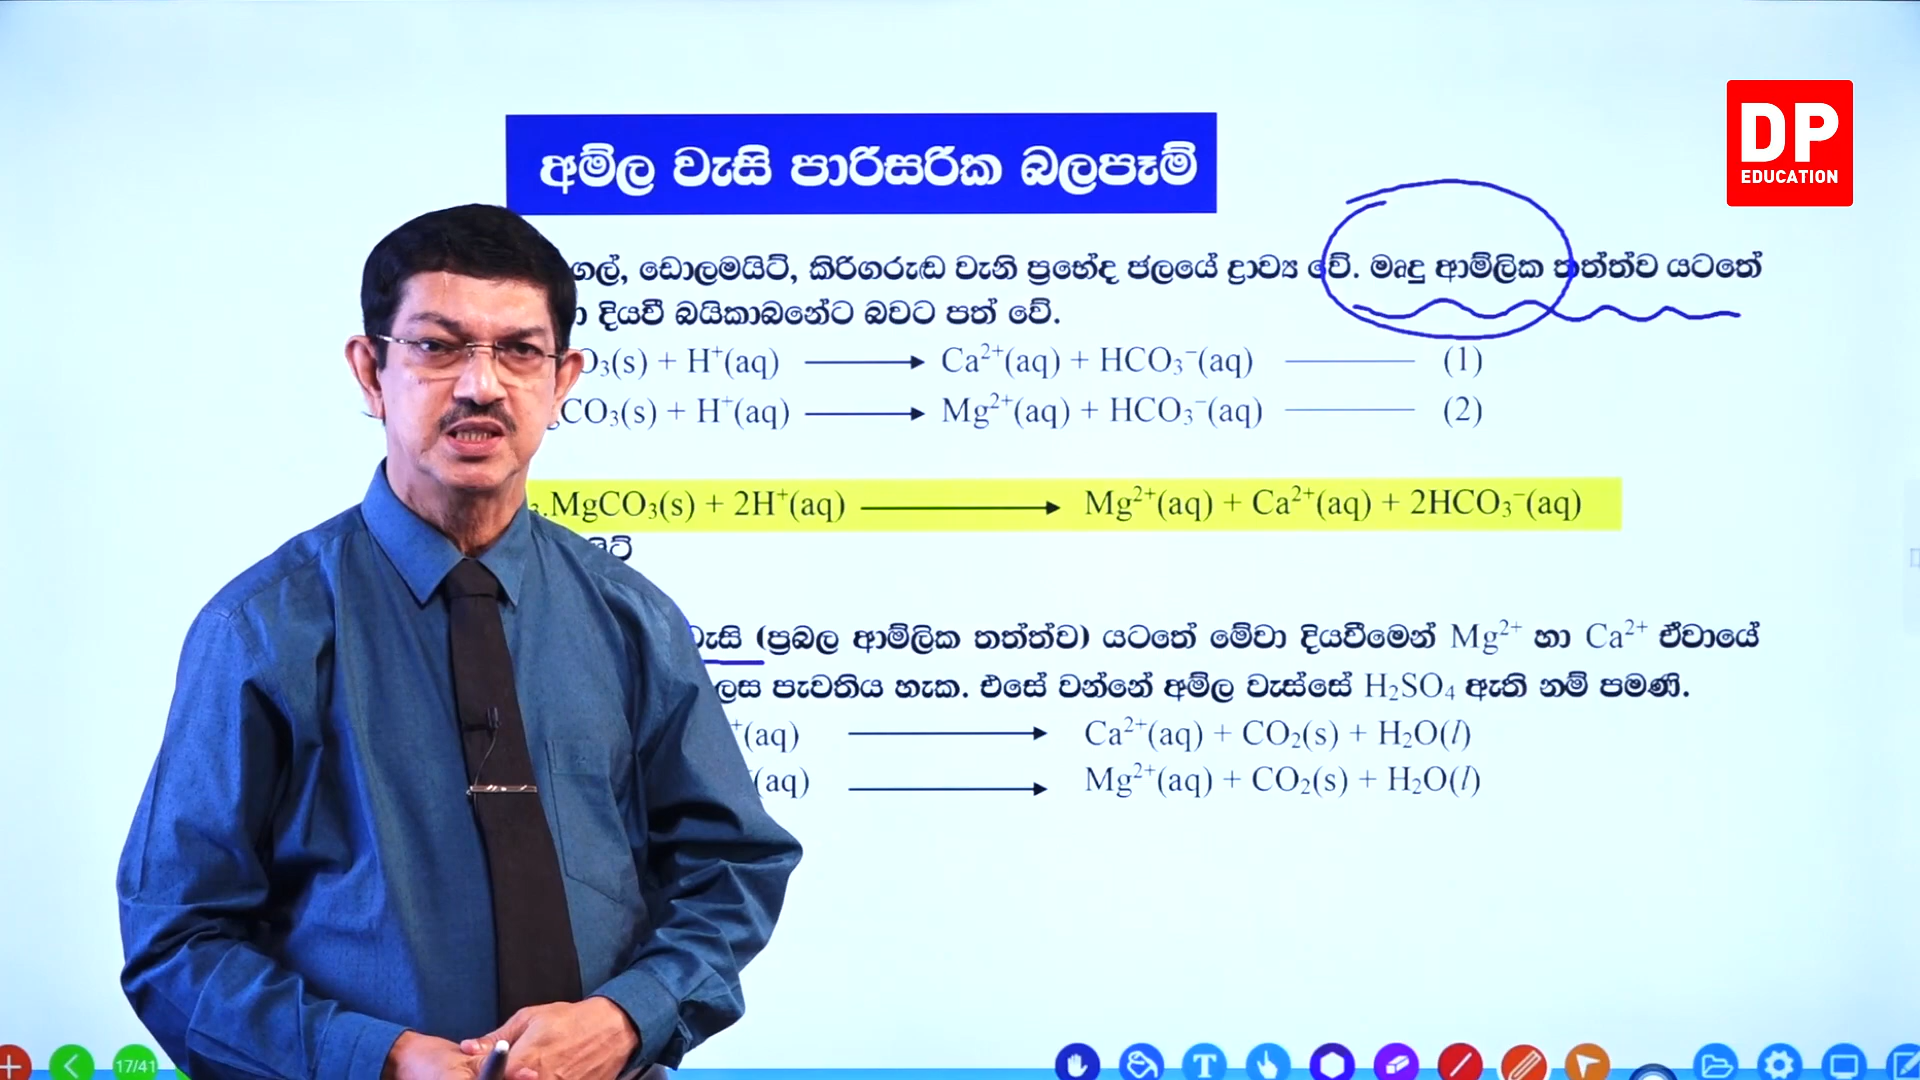 DP
EDUCATION
අම්ල වැසි පාරිසරික බලපෑම්
ගල්, ඩොලමයිට්, කිරිගරුඬ වැනි ප්‍රභේද ජලයේ ද්‍රාව්‍ය වේ. මෘදු ආම්ලික තත්ත්ව යටතේ
දියවී බයිකාබනේට බවට පත් වේ.
O₃(s) + H⁺(aq) ⟶ Ca²⁺(aq) + HCO₃⁻(aq) (1)
CO₃(s) + H⁺(aq) ⟶ Mg²⁺(aq) + HCO₃⁻(aq) (2)
.MgCO₃(s) + 2H⁺(aq) ⟶ Mg²⁺(aq) + Ca²⁺(aq) + 2HCO₃⁻(aq)
වැසි (ප්‍රබල ආම්ලික තත්ත්ව) යටතේ මේවා දියවීමෙන් Mg²⁺ හා Ca²⁺ ඒවායේ
ලස පැවතිය හැක. එසේ වන්නේ අම්ල වැස්සේ H₂SO₄ ඇති නම් පමණි.
⁺(aq) ⟶ Ca²⁺(aq) + CO₂(s) + H₂O(l)
(aq) ⟶ Mg²⁺(aq) + CO₂(s) + H₂O(l)
17/41